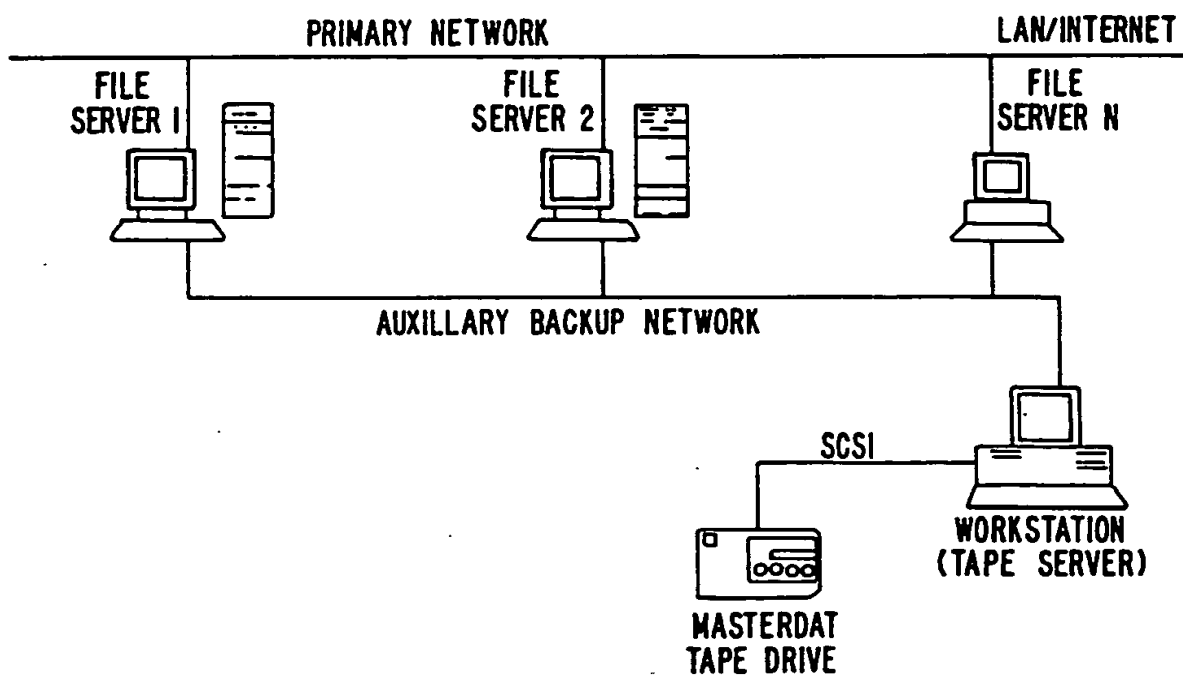 PRIMARY NETWORK
LAN/INTERNET
FILE
SERVER 1
FILE
SERVER 2
FILE
SERVER N
AUXILLARY BACKUP NETWORK
SCSI
WORKSTATION
(TAPE SERVER)
MASTERDAT
TAPE DRIVE